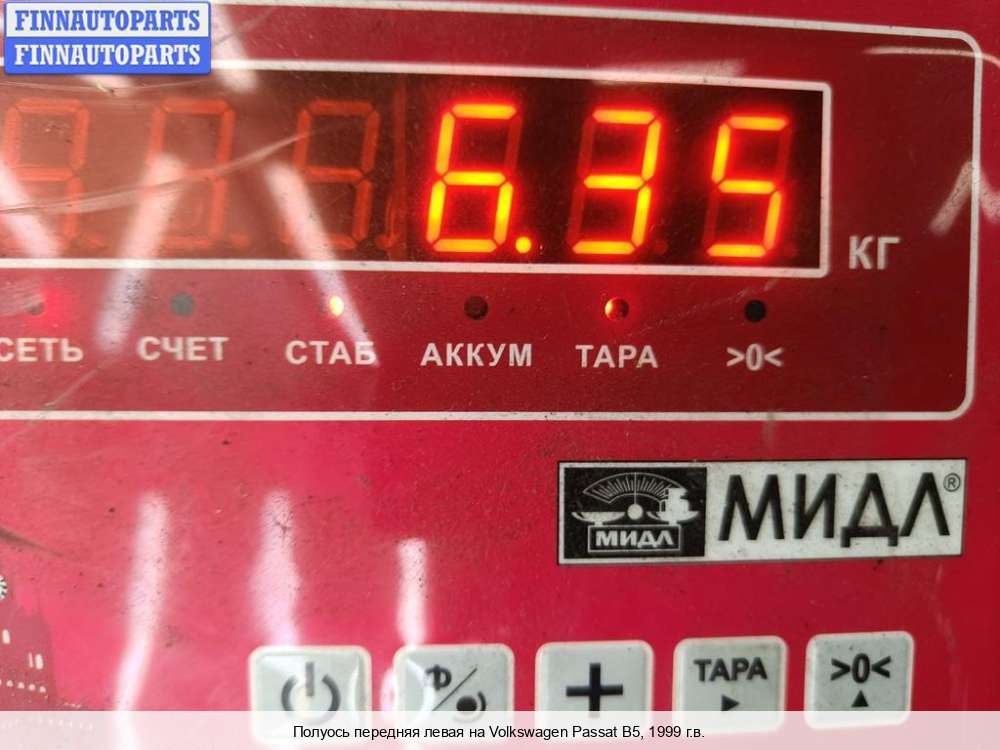 FINNAUTOPARTS
FINNAUTOPARTS
6.35
КГ
СЕТЬ СЧЕТ СТАБ АККУМ ТАРА >0<
МИДЛ МИДЛ®
Ф ТАРА >0<
Полуось передняя левая на Volkswagen Passat B5, 1999 г.в.